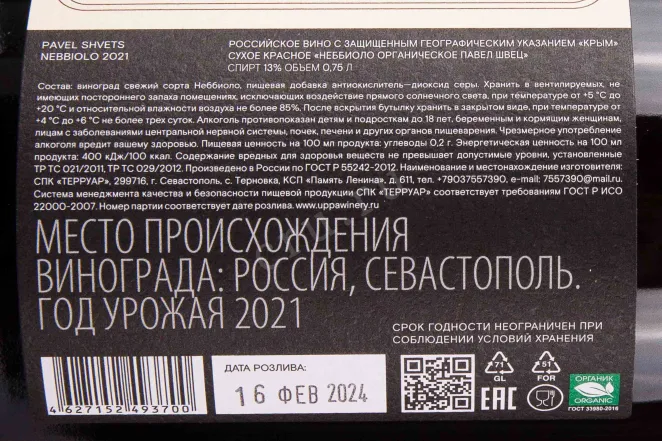 PAVEL SHVETS
NEBBIOLO 2021
РОССИЙСКОЕ ВИНО С ЗАЩИЩЕННЫМ ГЕОГРАФИЧЕСКИМ УКАЗАНИЕМ «КРЫМ»
СУХОЕ КРАСНОЕ «НЕББИОЛО ОРГАНИЧЕСКОЕ ПАВЕЛ ШВЕЦ»
СПИРТ 13% ОБЪЕМ 0,75 Л
Состав: виноград свежий сорта Неббиоло, пищевая добавка антиокислитель–диоксид серы. Хранить в вентилируемых, не
имеющих постороннего запаха помещениях, исключающих воздействие прямого солнечного света, при температуре от +5 °C до
+20 °C и относительной влажности воздуха не более 85%. После вскрытия бутылку хранить в закрытом виде, при температуре от
+4 °C до +6 °C не более трех суток. Алкоголь противопоказан детям и подросткам до 18 лет, беременным и кормящим женщинам,
лицам с заболеваниями центральной нервной системы, почек, печени и других органов пищеварения. Чрезмерное употребление
алкоголя вредит вашему здоровью. Пищевая ценность на 100 мл продукта: углеводы 0,2 г. Энергетическая ценность на 100 мл
продукта: 400 кДж/100 ккал. Содержание вредных для здоровья веществ не превышает допустимые уровни, установленные
ТР ТС 021/2011, ТР ТС 029/2012. Произведено в России по ГОСТ Р 55242-2012. Наименование и местонахождение изготовителя:
СПК «ТЕРРУАР», 299716, г. Севастополь, с. Терновка, КСП «Память Ленина», д. 611, тел. +79037557390, e-mail: 7557390@mail.ru.
Система менеджмента качества и безопасности пищевой продукции СПК «ТЕРРУАР» соответствует требованиям ГОСТ Р ИСО
22000-2007. Номер партии соответствует дате розлива. www.uppawinery.ru
МЕСТО ПРОИСХОЖДЕНИЯ
ВИНОГРАДА: РОССИЯ, СЕВАСТОПОЛЬ.
ГОД УРОЖАЯ 2021
СРОК ГОДНОСТИ НЕОГРАНИЧЕН ПРИ
СОБЛЮДЕНИИ УСЛОВИЙ ХРАНЕНИЯ
ДАТА РОЗЛИВА:
16 ФЕВ 2024
4 627152 493700
71
GL
51
FOR
EAC
ОРГАНИК
ORGANIC
ГОСТ 33980-2016